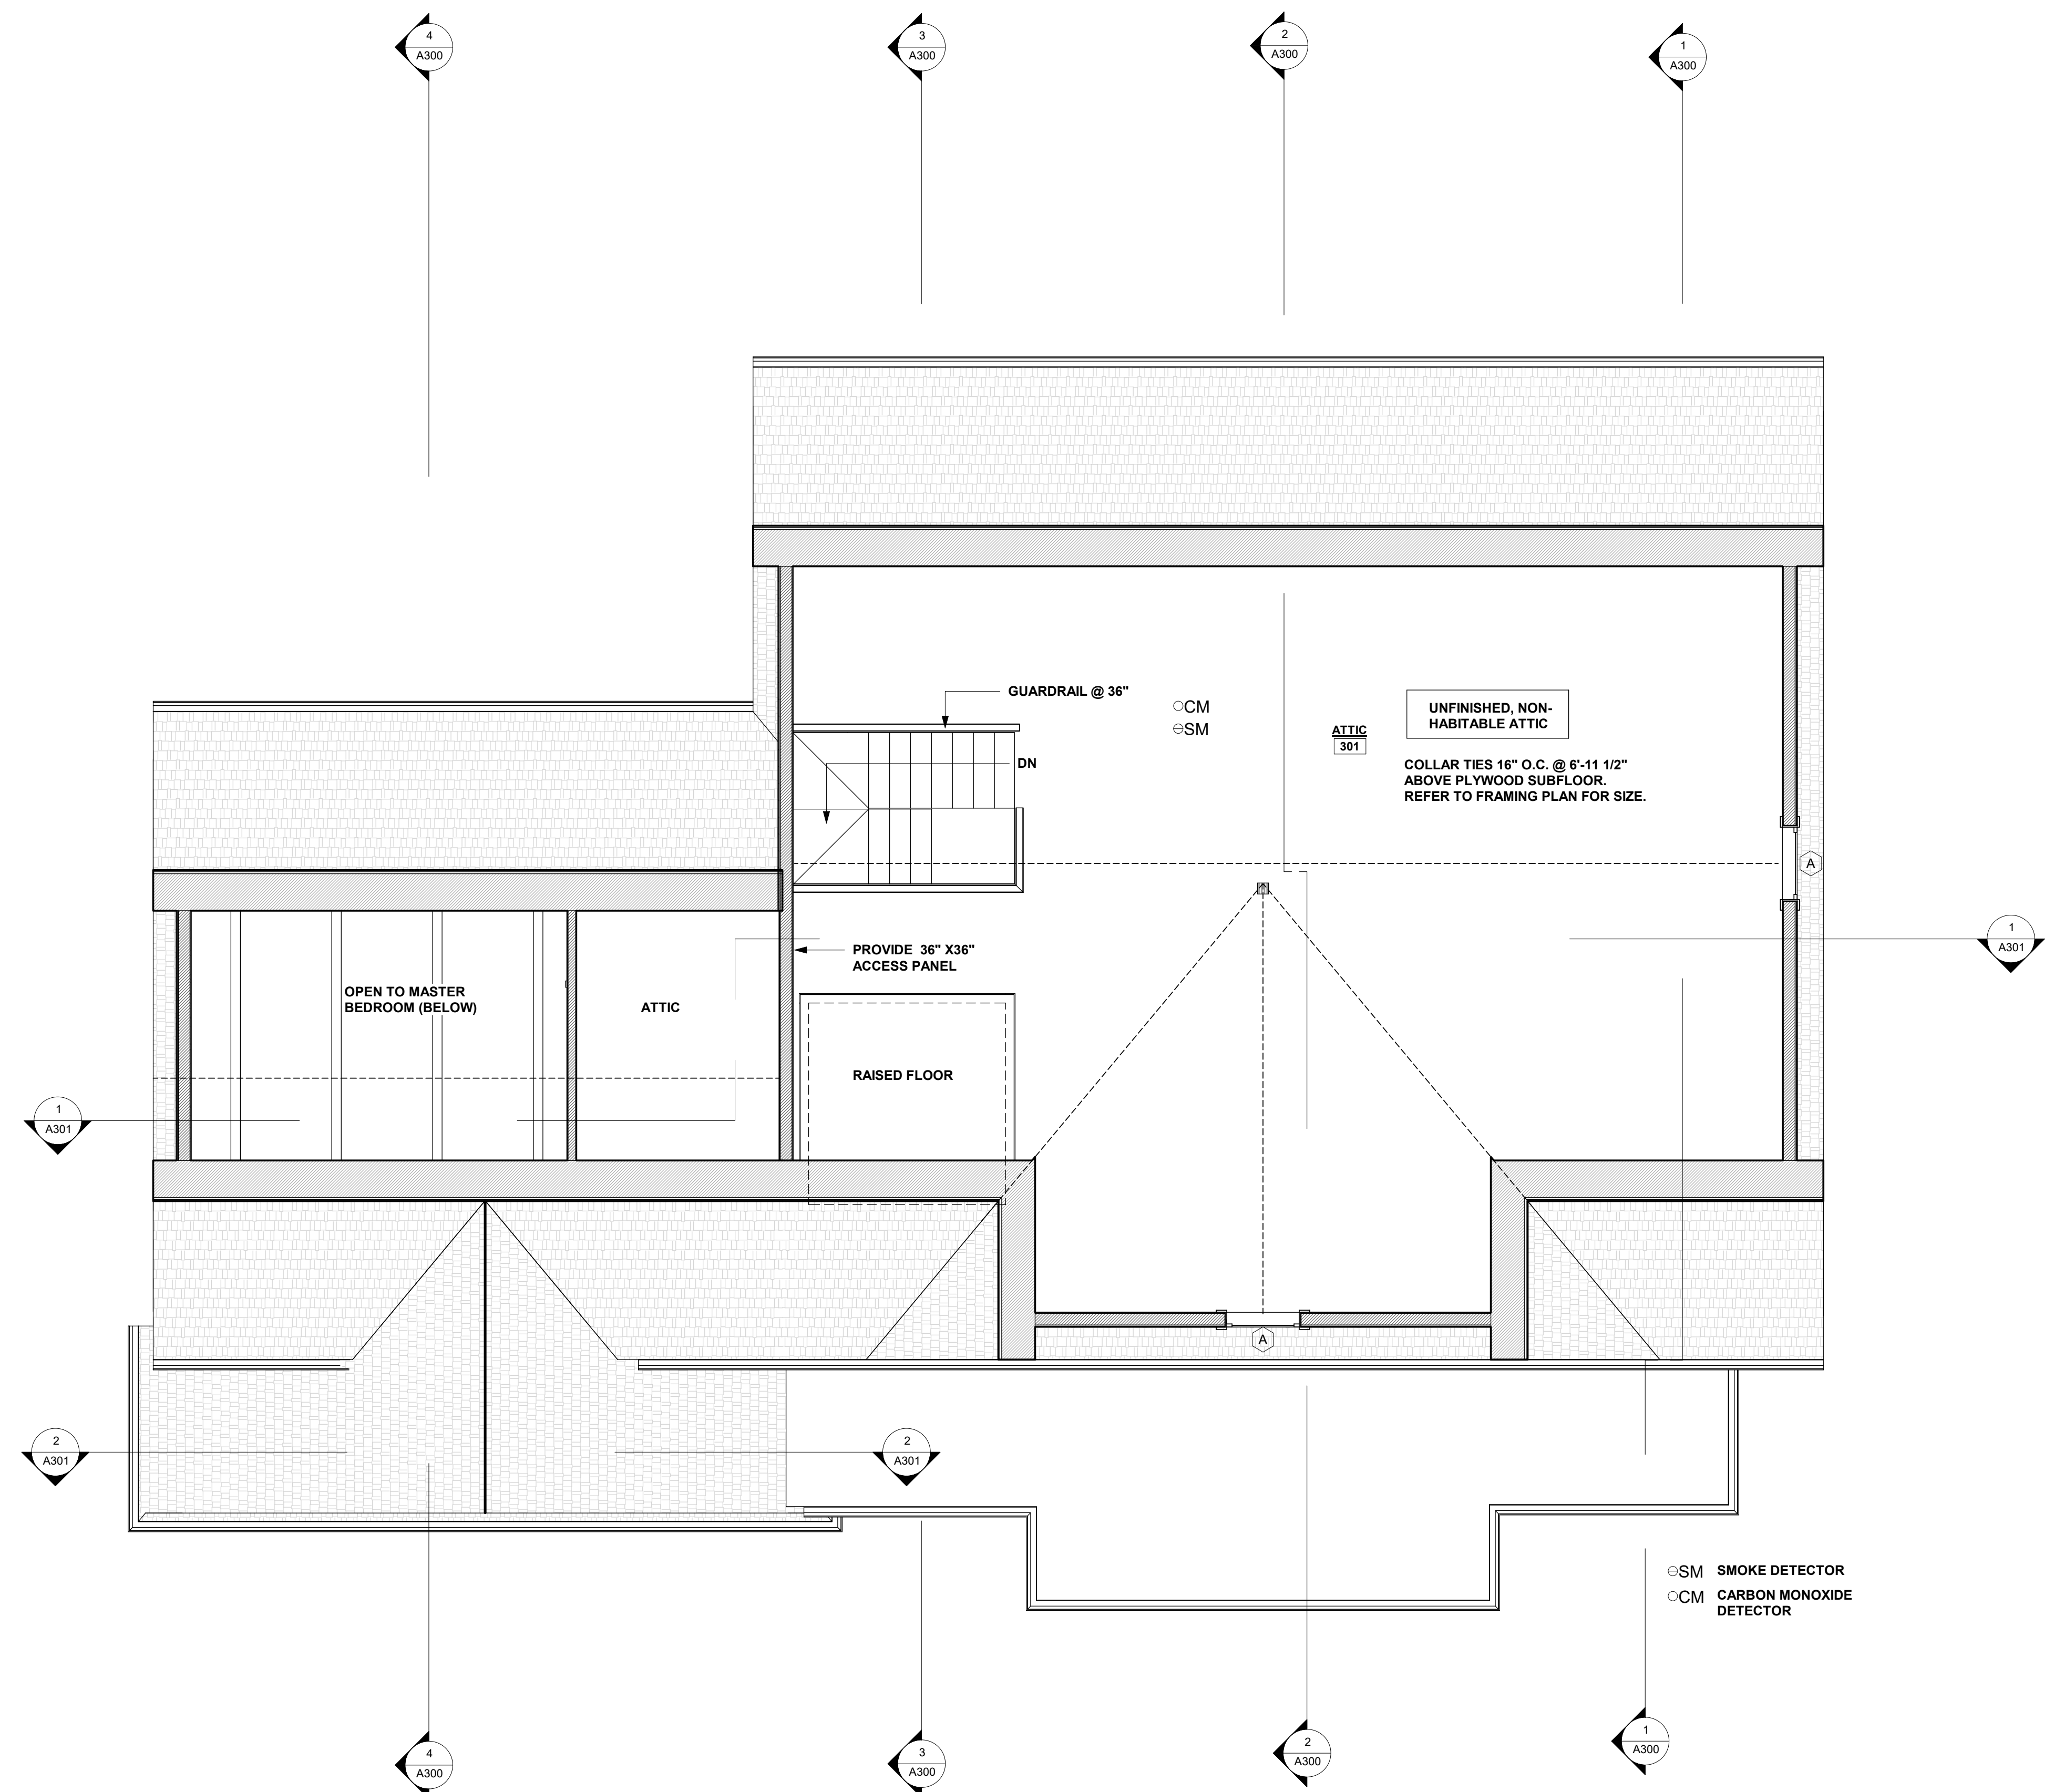 4
A300
3
A300
2
A300
1
A300
GUARDRAIL @ 36"
CM
SM
ATTIC
301
UNFINISHED, NON-
HABITABLE ATTIC
DN
COLLAR TIES 16" O.C. @ 6'-11 1/2"
ABOVE PLYWOOD SUBFLOOR.
REFER TO FRAMING PLAN FOR SIZE.
A
1
A301
PROVIDE 36" X36"
ACCESS PANEL
OPEN TO MASTER
BEDROOM (BELOW)
ATTIC
RAISED FLOOR
1
A301
A
2
A301
2
A301
SM SMOKE DETECTOR
CM CARBON MONOXIDE
DETECTOR
4
A300
3
A300
2
A300
1
A300